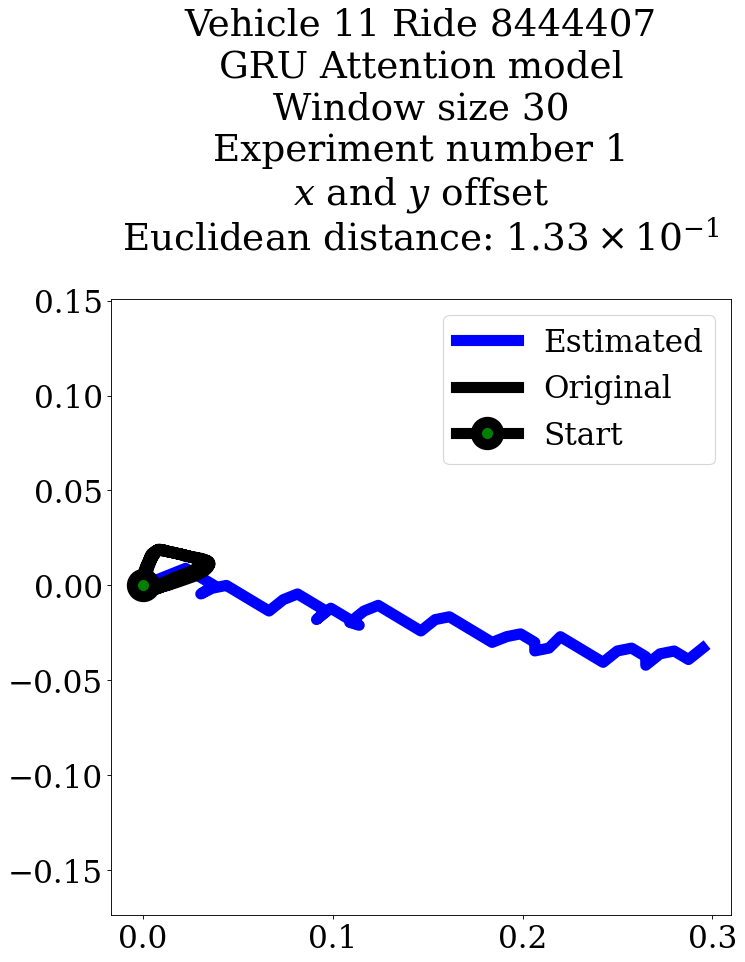 Vehicle 11 Ride 8444407
GRU Attention model
Window size 30
Experiment number 1
x and y offset
Euclidean distance: 1.33 × 10⁻¹
0.15
0.10
0.05
0.00
−0.05
−0.10
−0.15
Estimated
Original
Start
0.0 0.1 0.2 0.3